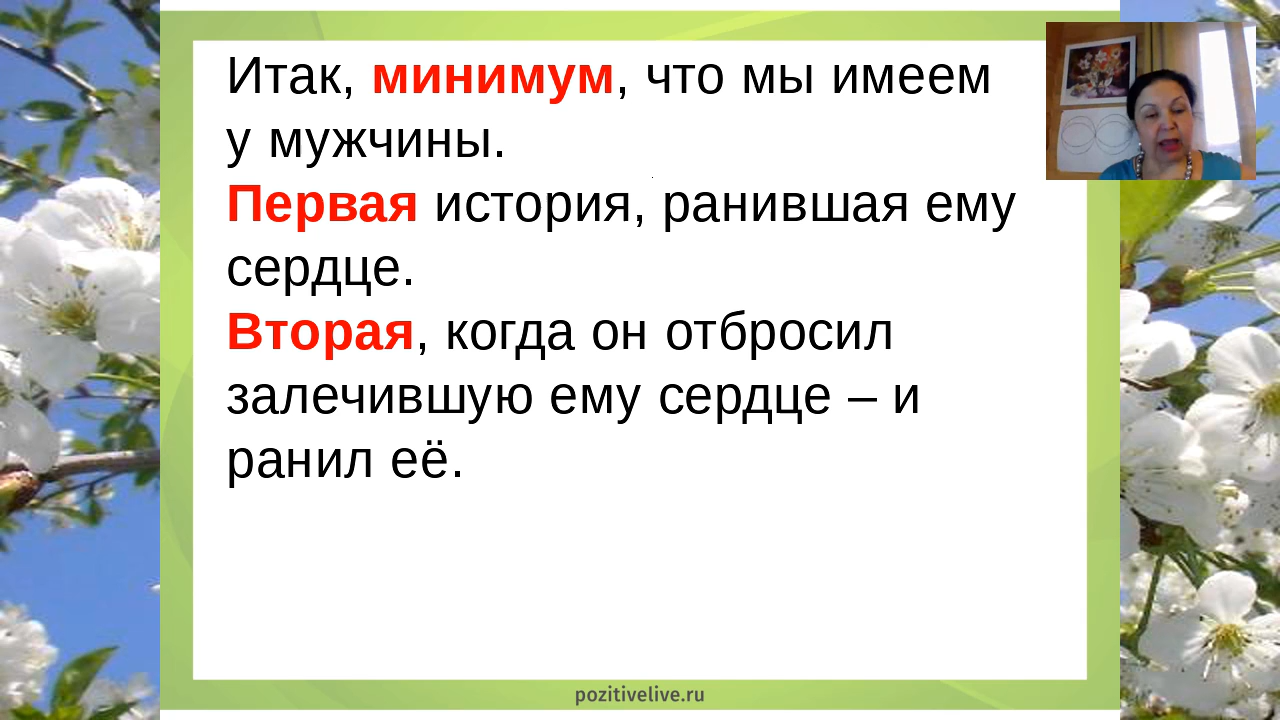 Итак, минимум, что мы имеем
у мужчины.
Первая история, ранившая ему
сердце.
Вторая, когда он отбросил
залечившую ему сердце – и
ранил её.
pozitivelive.ru